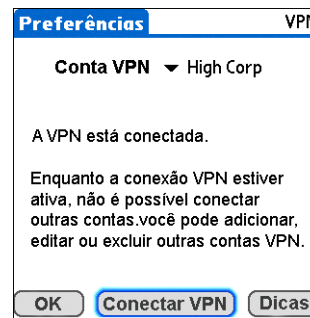 Preferências VPN
Conta VPN High Corp
A VPN está conectada.
Enquanto a conexão VPN estiver
ativa, não é possível conectar
outras contas.você pode adicionar,
editar ou excluir outras contas VPN.
OK Conectar VPN Dicas